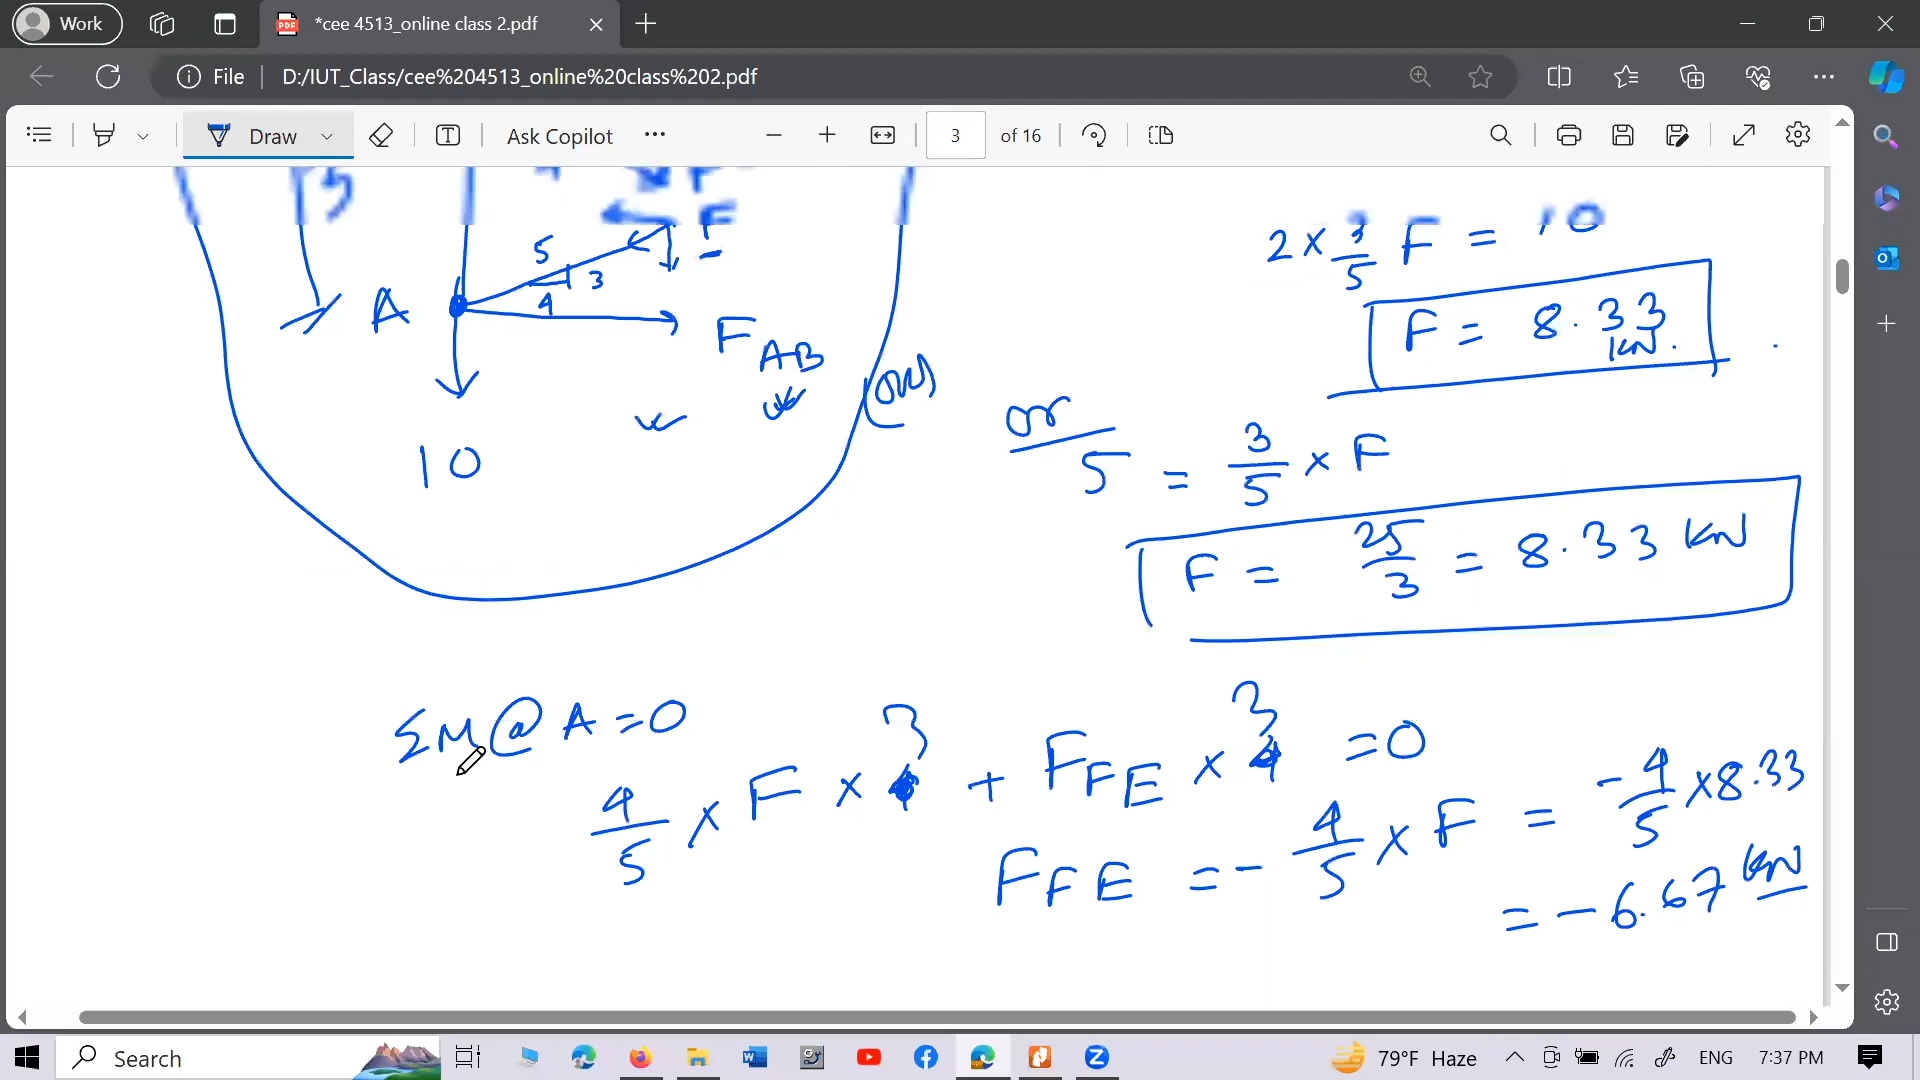 Work
*cee 4513_online class 2.pdf
File
D:/IUT_Class/cee%204513_online%20class%202.pdf
Draw
Ask Copilot
3 of 16
F
5
3
4
A
F AB
10
2 × 3/5 F = 10
F = 8.33 kN.
or
5 = 3/5 × F
F = 25/3 = 8.33 kN
ΣM@A = 0
4/5 × F × 3 + F FE × 3 = 0
F FE = - 4/5 × F = - 4/5 × 8.33
= - 6.67 kN
Search
79°F Haze
ENG
7:37 PM